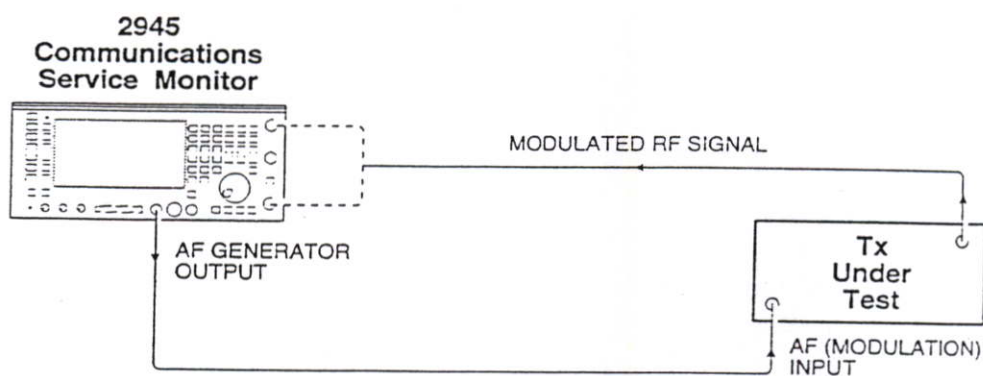 2945
Communications
Service Monitor
MODULATED RF SIGNAL
AF GENERATOR
OUTPUT
Tx
Under
Test
AF (MODULATION)
INPUT